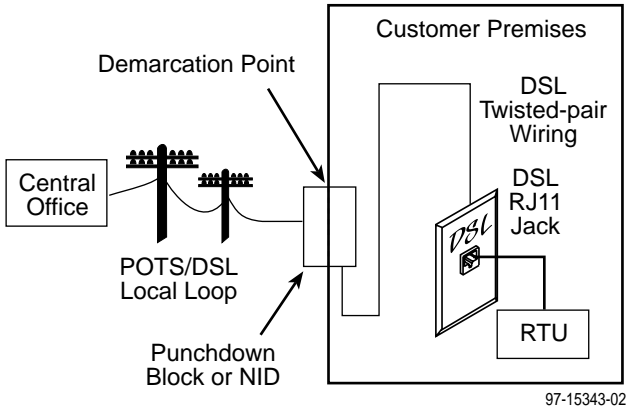 Customer Premises
Demarcation Point
DSL
Twisted-pair
Wiring
Central
Office
DSL
RJ11
Jack
DSL
POTS/DSL
Local Loop
RTU
Punchdown
Block or NID
97-15343-02